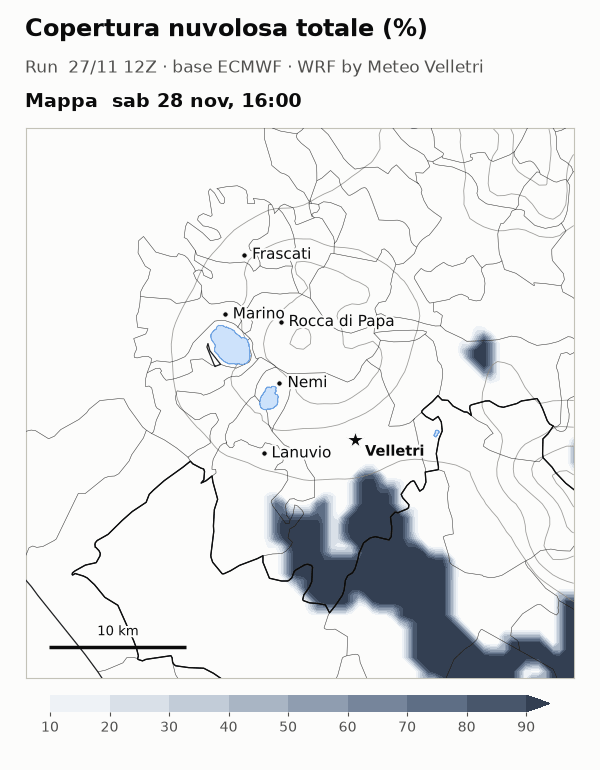 Copertura nuvolosa totale (%)
Run  27/11 12Z · base ECMWF · WRF by Meteo Velletri
Mappa  sab 28 nov, 16:00
Frascati
Marino
Rocca di Papa
Nemi
Velletri
Lanuvio
10 km
10 20 30 40 50 60 70 80 90